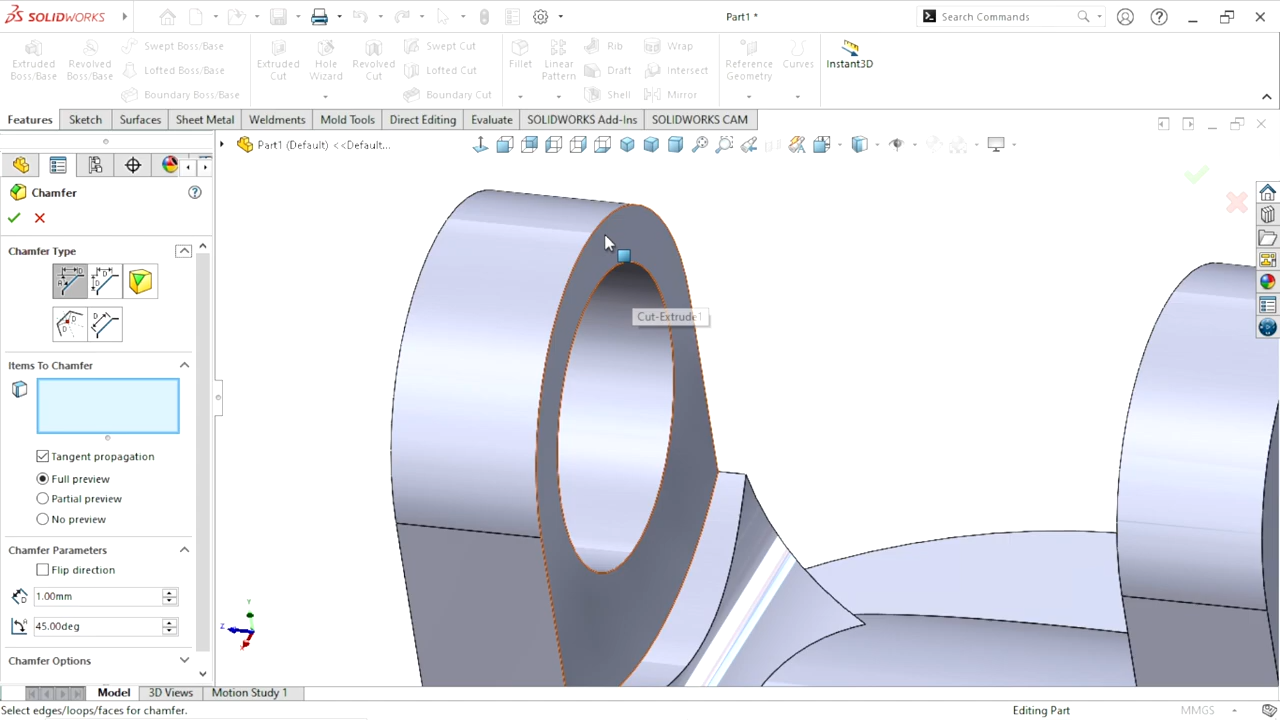 SOLIDWORKS
Part1 *
Search Commands
Extruded Boss/Base
Revolved Boss/Base
Swept Boss/Base
Lofted Boss/Base
Boundary Boss/Base
Extruded Cut
Hole Wizard
Revolved Cut
Swept Cut
Lofted Cut
Boundary Cut
Fillet
Linear Pattern
Rib
Draft
Shell
Wrap
Intersect
Mirror
Reference Geometry
Curves
Instant3D
Features Sketch Surfaces Sheet Metal Weldments Mold Tools Direct Editing Evaluate SOLIDWORKS Add-Ins SOLIDWORKS CAM
Part1 (Default) <<Default...
Chamfer
Chamfer Type
Items To Chamfer
Tangent propagation
Full preview
Partial preview
No preview
Chamfer Parameters
Flip direction
1.00mm
45.00deg
Chamfer Options
Cut-Extrude1
Y
Z
X
Model 3D Views Motion Study 1
Select edges/loops/faces for chamfer.
Editing Part
MMGS